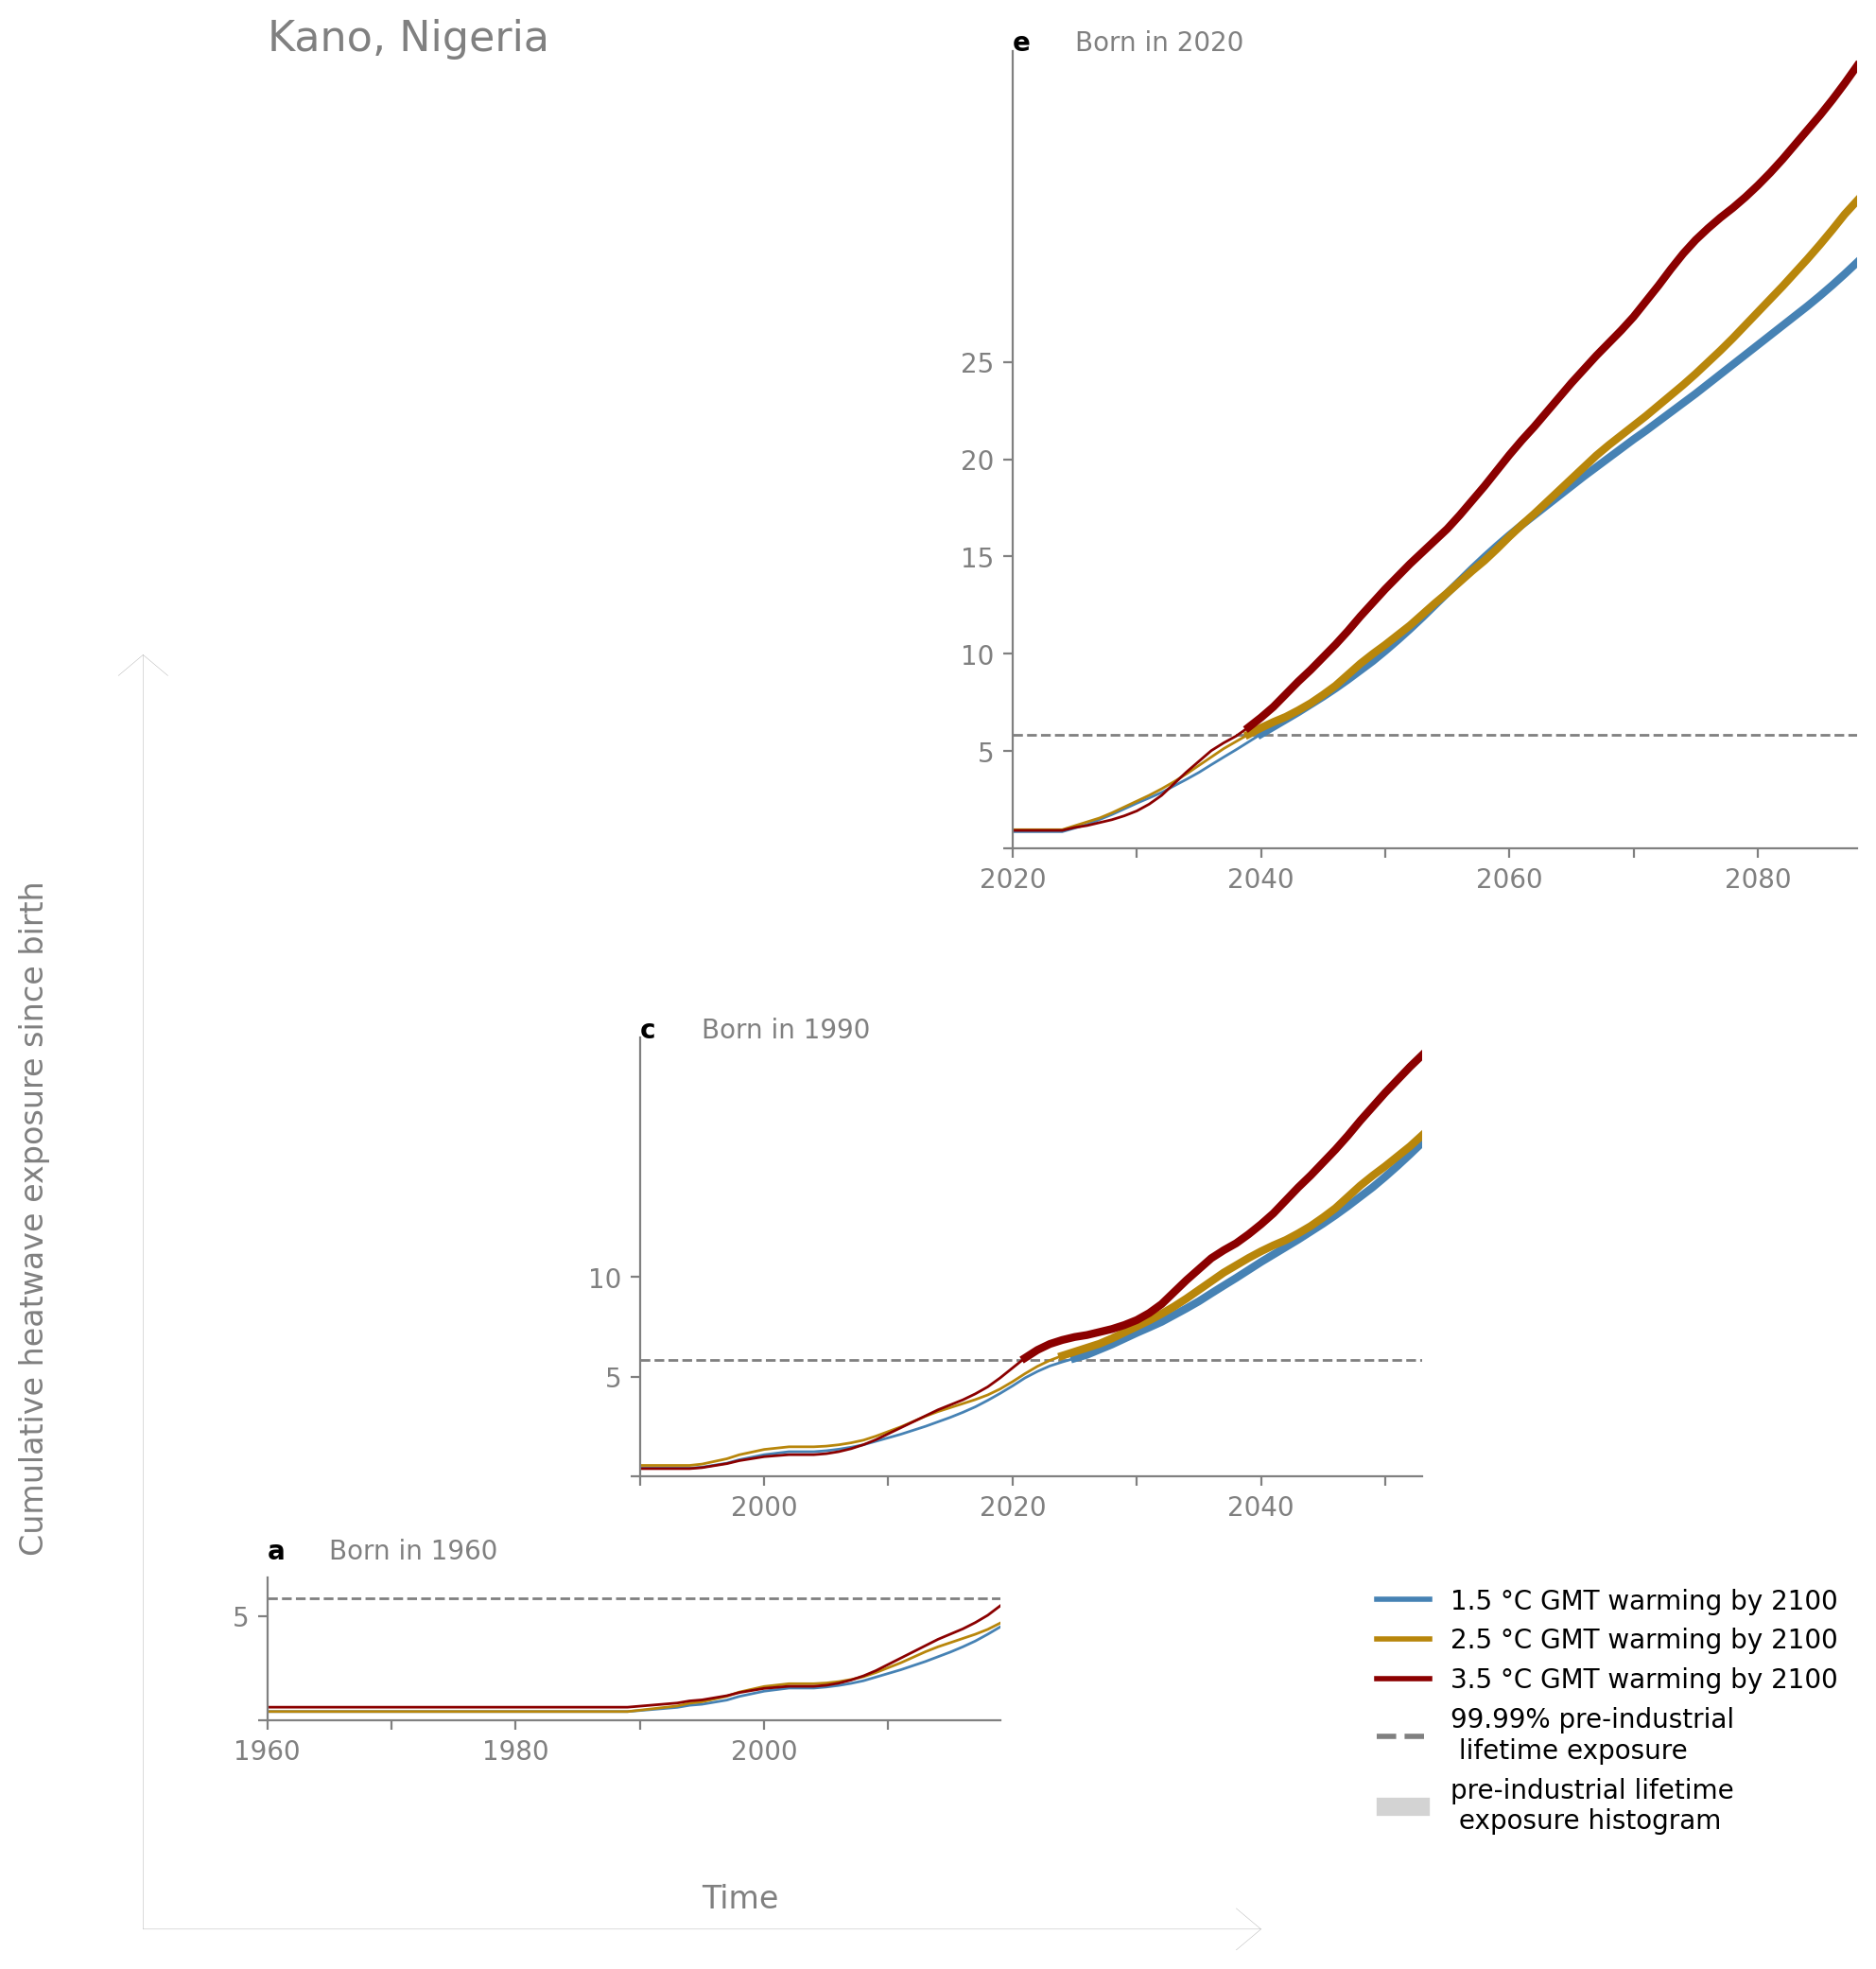 Kano, Nigeria
e Born in 2020
25
20
15
10
5
2020 2040 2060 2080
Cumulative heatwave exposure since birth
c Born in 1990
10
5
2000 2020 2040
a Born in 1960
5
1960 1980 2000
1.5 °C GMT warming by 2100
2.5 °C GMT warming by 2100
3.5 °C GMT warming by 2100
99.99% pre-industrial
lifetime exposure
pre-industrial lifetime
exposure histogram
Time